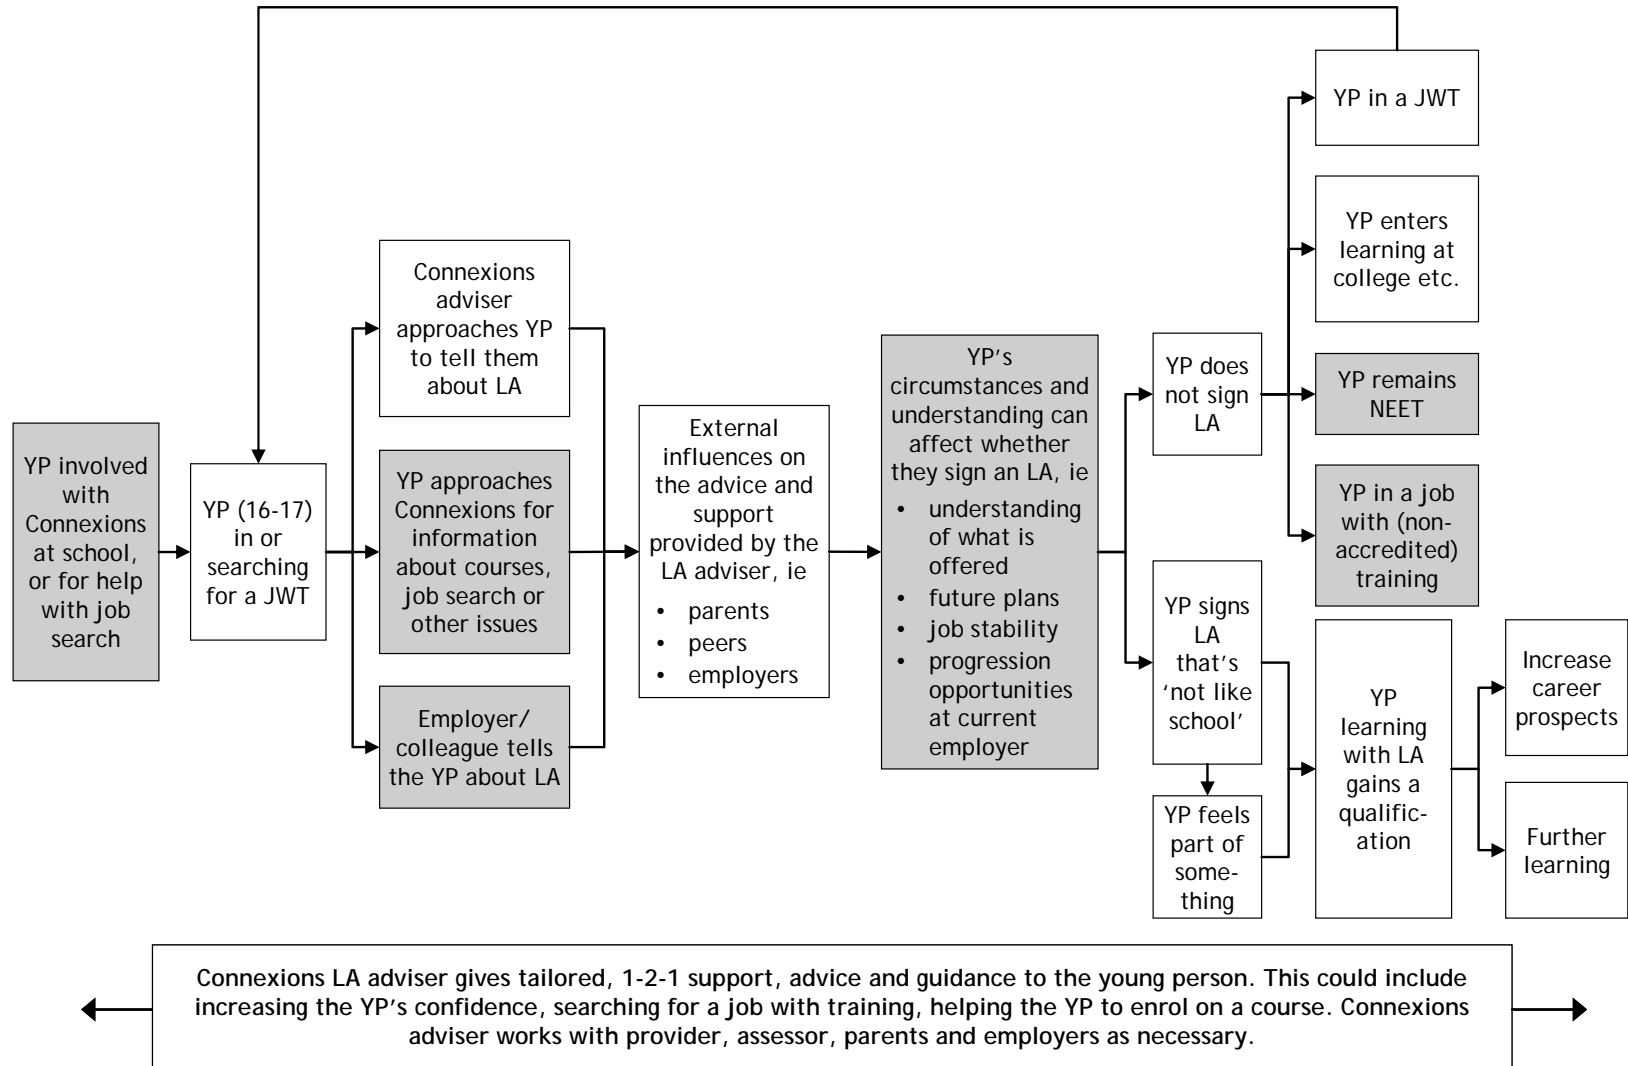 YP involved
with
Connexions
at school,
or for help
with job
search
YP (16-17)
in or
searching
for a JWT
Connexions
adviser
approaches YP
to tell them
about LA
YP approaches
Connexions for
information
about courses,
job search or
other issues
Employer/
colleague tells
the YP about LA
External
influences on
the advice and
support
provided by the
LA adviser, ie
• parents
• peers
• employers
YP's
circumstances and
understanding can
affect whether
they sign an LA, ie
• understanding
of what is
offered
• future plans
• job stability
• progression
opportunities
at current
employer
YP does
not sign
LA
YP signs
LA
that's
‘not like
school’
YP feels
part of
some-
thing
YP in a JWT
YP enters
learning at
college etc.
YP remains
NEET
YP in a job
with (non-
accredited)
training
YP
learning
with LA
gains a
qualific-
ation
Increase
career
prospects
Further
learning
Connexions LA adviser gives tailored, 1-2-1 support, advice and guidance to the young person. This could include
increasing the YP's confidence, searching for a job with training, helping the YP to enrol on a course. Connexions
adviser works with provider, assessor, parents and employers as necessary.